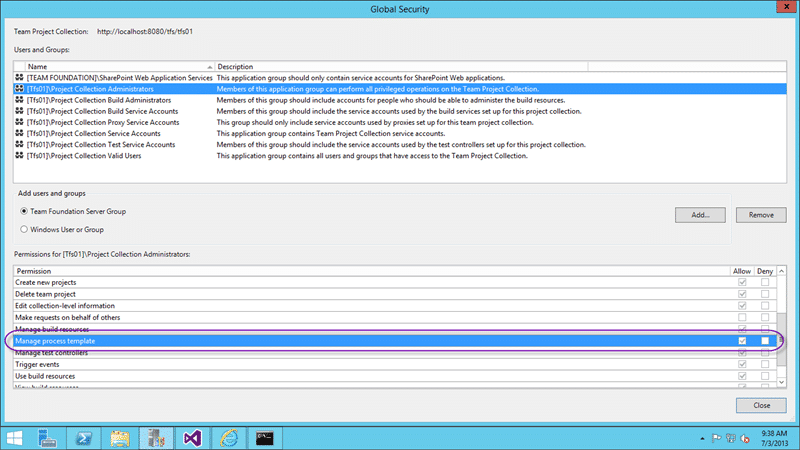 Global Security
Team Project Collection: http://localhost:8080/tfs/tfs01
Users and Groups:
Name Description
[TEAM FOUNDATION]\SharePoint Web Application Services This application group should only contain service accounts for SharePoint Web applications.
[Tfs01]\Project Collection Administrators Members of this application group can perform all privileged operations on the Team Project Collection.
[Tfs01]\Project Collection Build Administrators Members of this group should include accounts for people who should be able to administer the build resources.
[Tfs01]\Project Collection Build Service Accounts Members of this group should include the service accounts used by the build services set up for this project collection.
[Tfs01]\Project Collection Proxy Service Accounts This group should only include service accounts used by proxies set up for this team project collection.
[Tfs01]\Project Collection Service Accounts This application group contains Team Project Collection service accounts.
[Tfs01]\Project Collection Test Service Accounts Members of this group should include the service accounts used by the test controllers set up for this project collection.
[Tfs01]\Project Collection Valid Users This application group contains all users and groups that have access to the Team Project Collection.
Add users and groups
Team Foundation Server Group
Add... Remove
Windows User or Group
Permissions for [Tfs01]\Project Collection Administrators:
Permission Allow Deny
Create new projects
Delete team project
Edit collection-level information
Make requests on behalf of others
Manage build resources
Manage process template
Manage test controllers
Trigger events
Use build resources
View build resources
Close
9:38 AM
7/3/2013